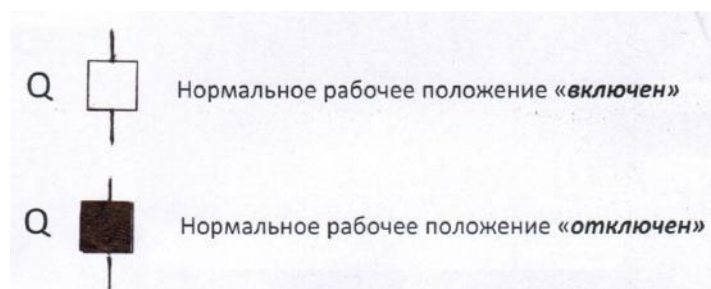 Q Нормальное рабочее положение «включен»
Q Нормальное рабочее положение «отключен»